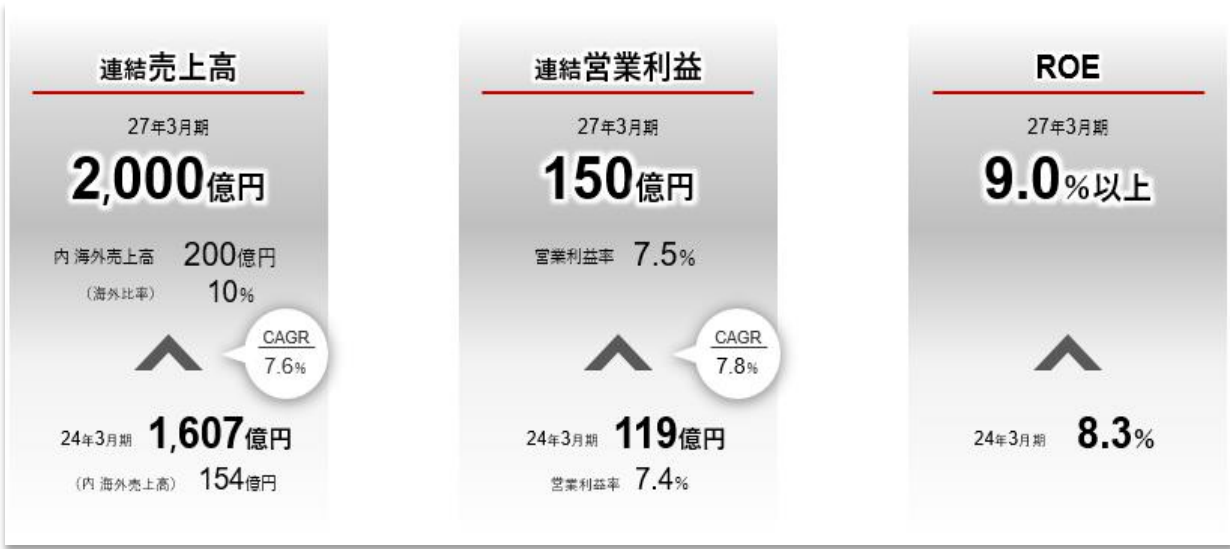 連結売上高
27年3月期
2,000億円
内 海外売上高 200億円
（海外比率） 10%
CAGR
7.6%
24年3月期 1,607億円
（内 海外売上高） 154億円
連結営業利益
27年3月期
150億円
営業利益率 7.5%
CAGR
7.8%
24年3月期 119億円
営業利益率 7.4%
ROE
27年3月期
9.0%以上
24年3月期 8.3%